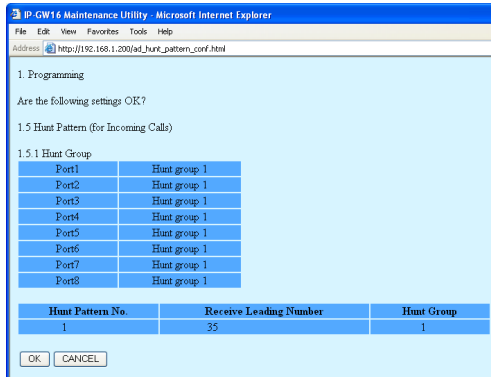 IP-GW16 Maintenance Utility - Microsoft Internet Explorer
File Edit View Favorites Tools Help
Address http://192.168.1.200/ad_hunt_pattern_conf.html
1. Programming
Are the following settings OK?
1.5 Hunt Pattern (for Incoming Calls)
1.5.1 Hunt Group
Port1 Hunt group 1
Port2 Hunt group 1
Port3 Hunt group 1
Port4 Hunt group 1
Port5 Hunt group 1
Port6 Hunt group 1
Port7 Hunt group 1
Port8 Hunt group 1
Hunt Pattern No. Receive Leading Number Hunt Group
1 35 1
OK CANCEL